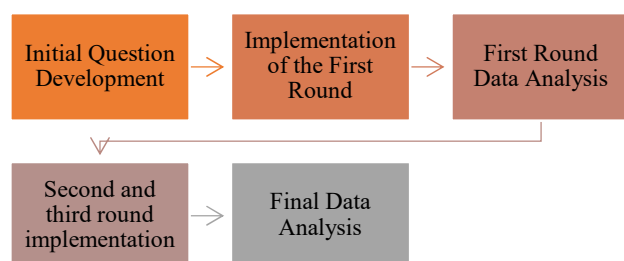 Initial Question
Development
Implementation
of the First
Round
First Round
Data Analysis
Second and
third round
implementation
Final Data
Analysis